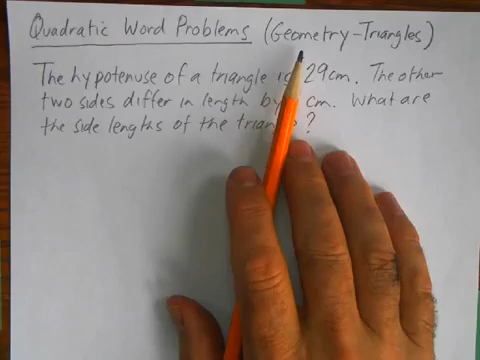 Quadratic Word Problems (Geometry-Triangles)
The hypotenuse of a triangle is 29cm. The other
two sides differ in length by cm. What are
the side lengths of the triangle?